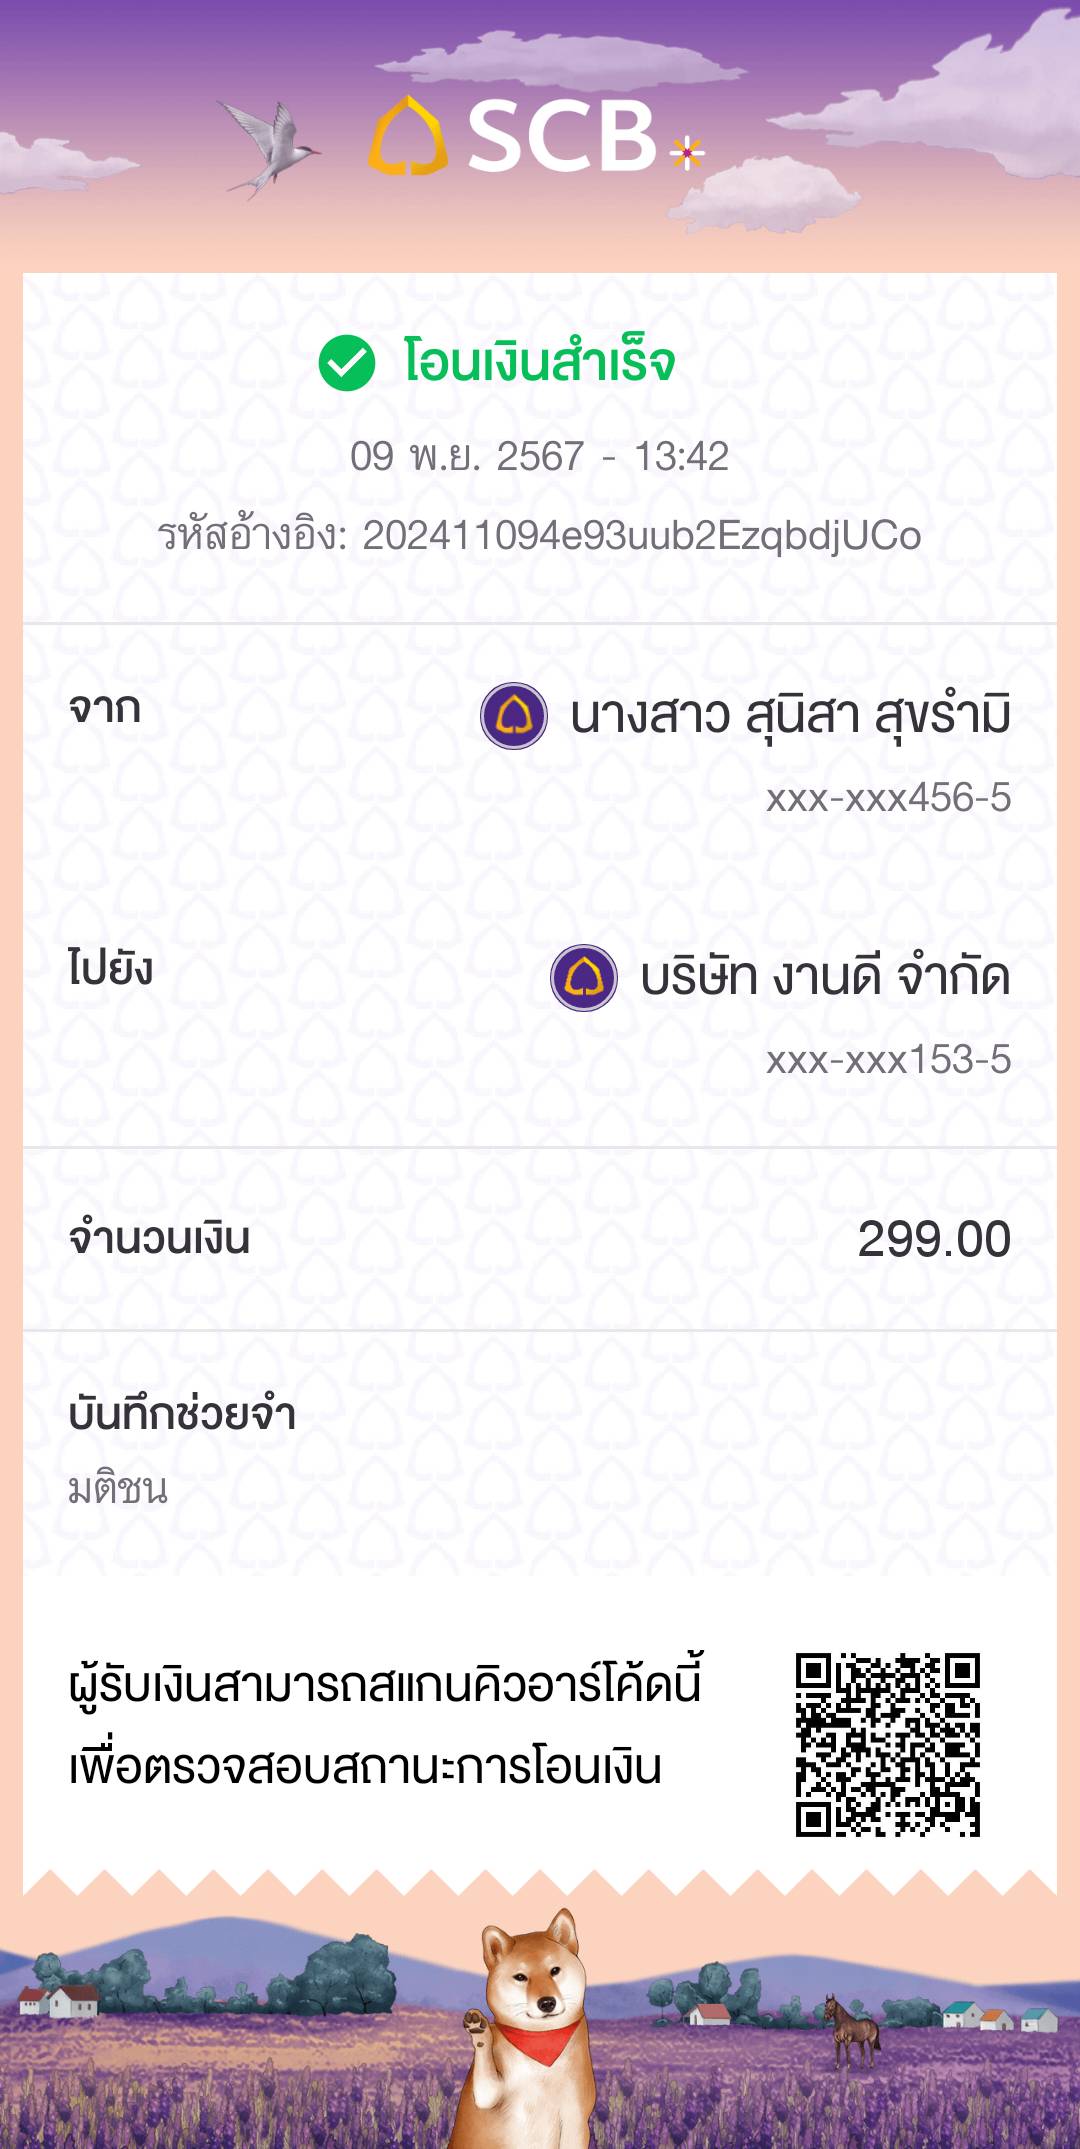 SCB
โอนเงินสำเร็จ
09 พ.ย. 2567 - 13:42
รหัสอ้างอิง: 202411094e93uub2EzqbdjUCo
จาก
นางสาว สุนิสา สุขรำมิ
xxx-xxx456-5
ไปยัง
บริษัท งานดี จำกัด
xxx-xxx153-5
จำนวนเงิน 299.00
บันทึกช่วยจำ
มติชน
ผู้รับเงินสามารถสแกนคิวอาร์โค้ดนี้
เพื่อตรวจสอบสถานะการโอนเงิน